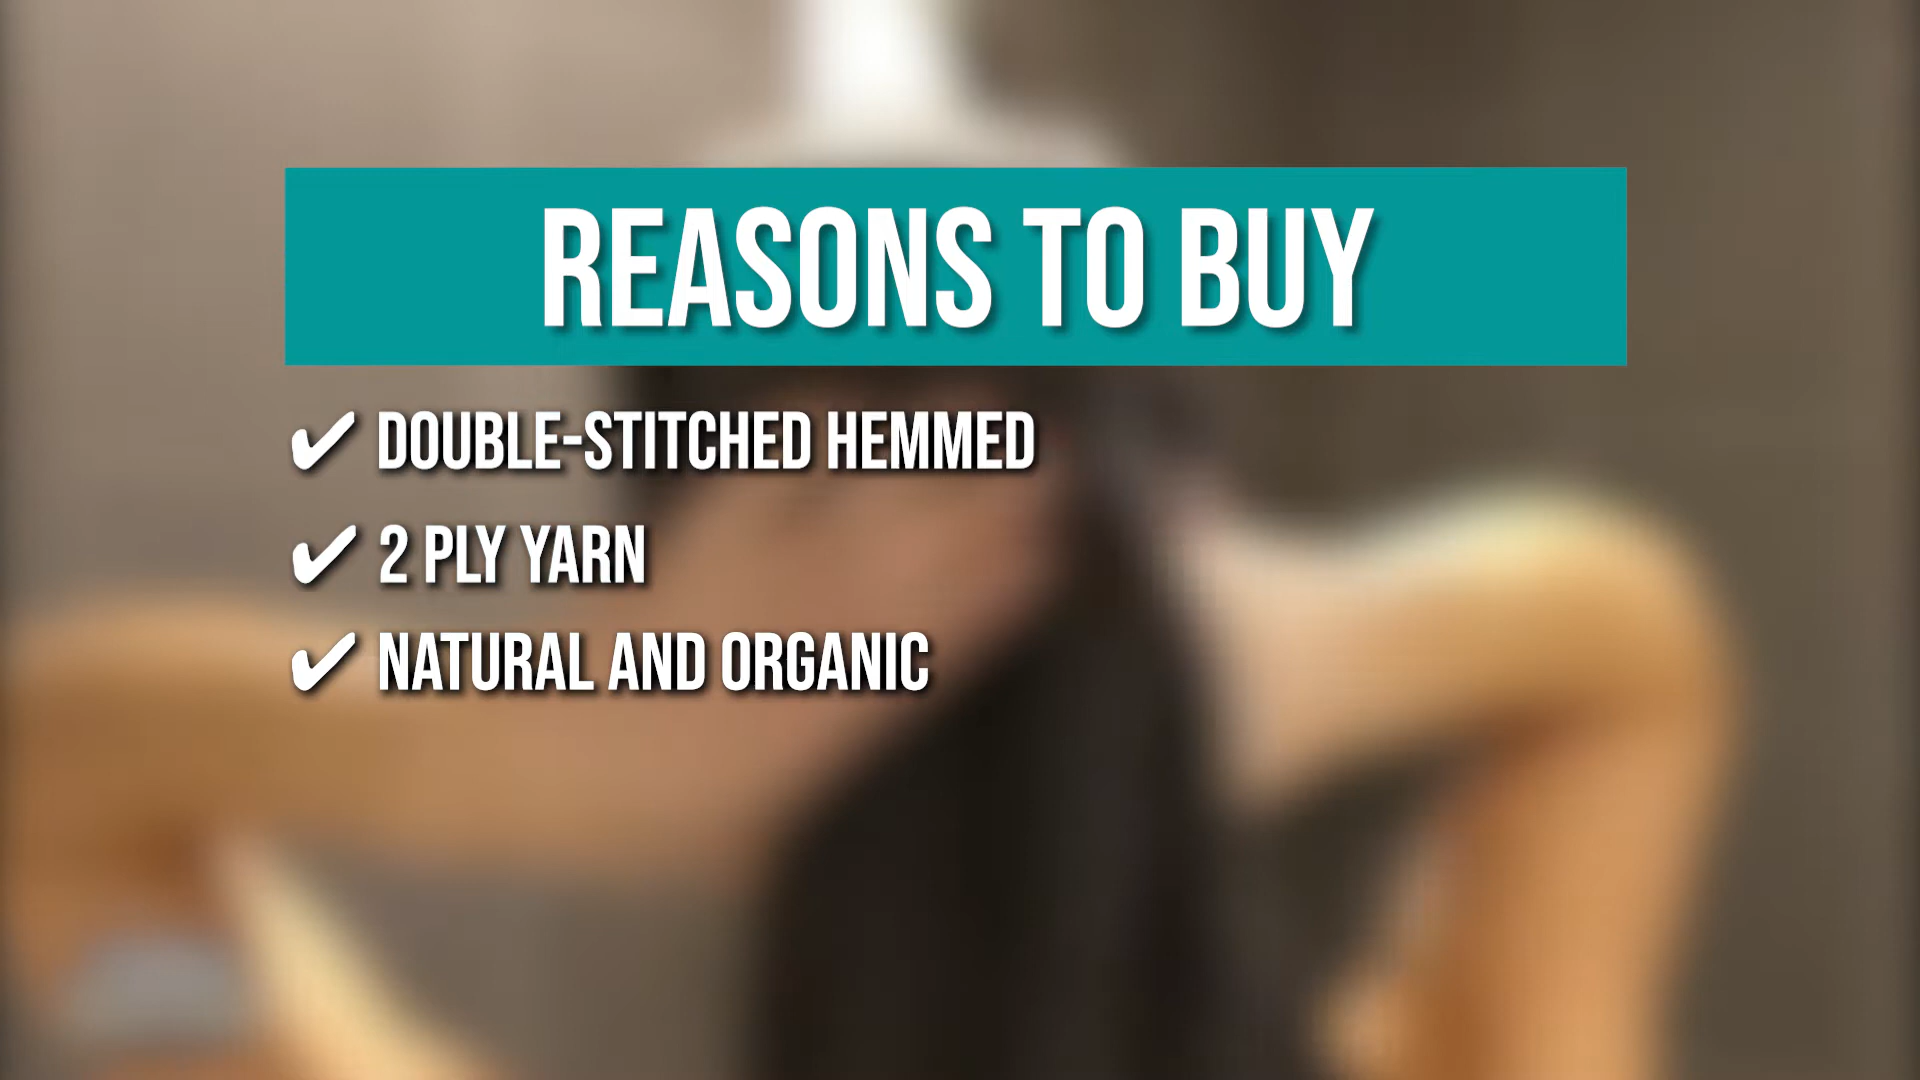 REASONS TO BUY
✔ DOUBLE-STITCHED HEMMED
✔ 2 PLY YARN
✔ NATURAL AND ORGANIC